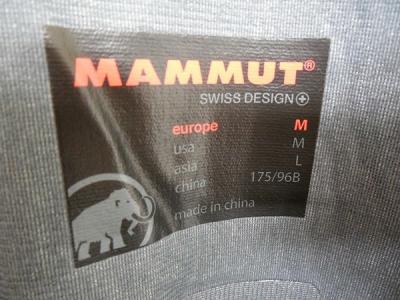 MAMMUT®
SWISS DESIGN
europe M
usa M
asia L
china 175/96B
made in china